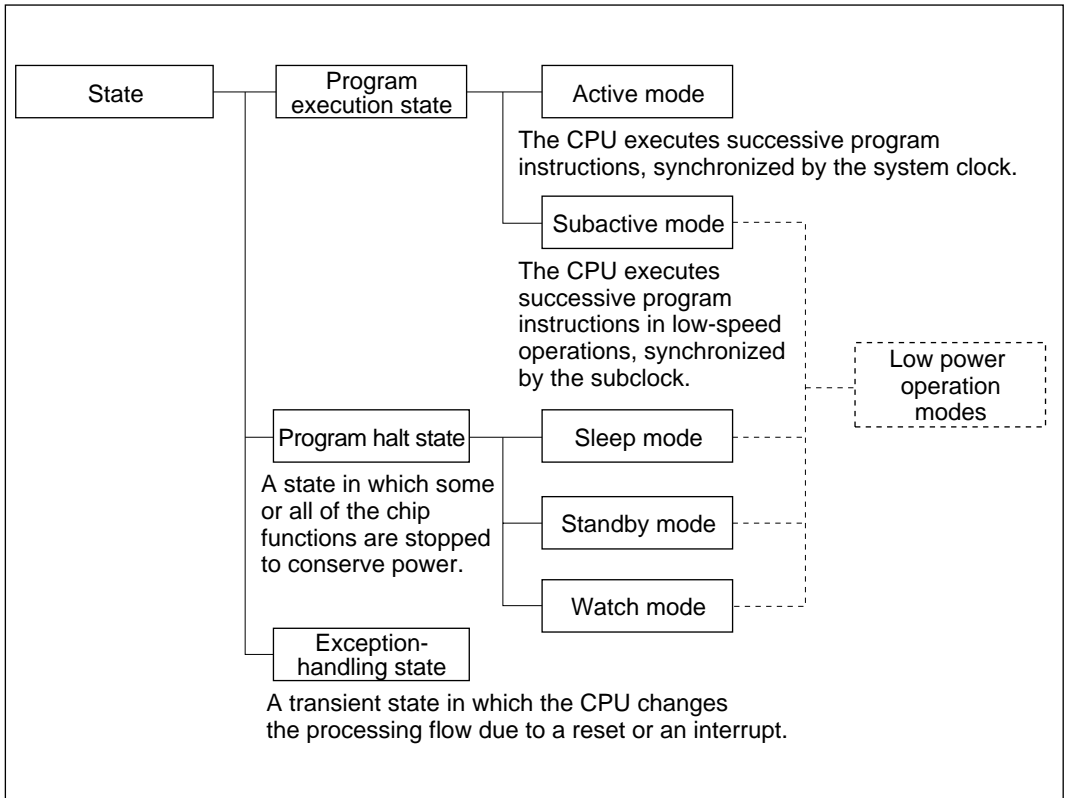 State
Program
execution state
Active mode
The CPU executes successive program
instructions, synchronized by the system clock.
Subactive mode
The CPU executes
successive program
instructions in low-speed
operations, synchronized
by the subclock.
Low power
operation
modes
Program halt state
A state in which some
or all of the chip
functions are stopped
to conserve power.
Sleep mode
Standby mode
Watch mode
Exception-
handling state
A transient state in which the CPU changes
the processing flow due to a reset or an interrupt.